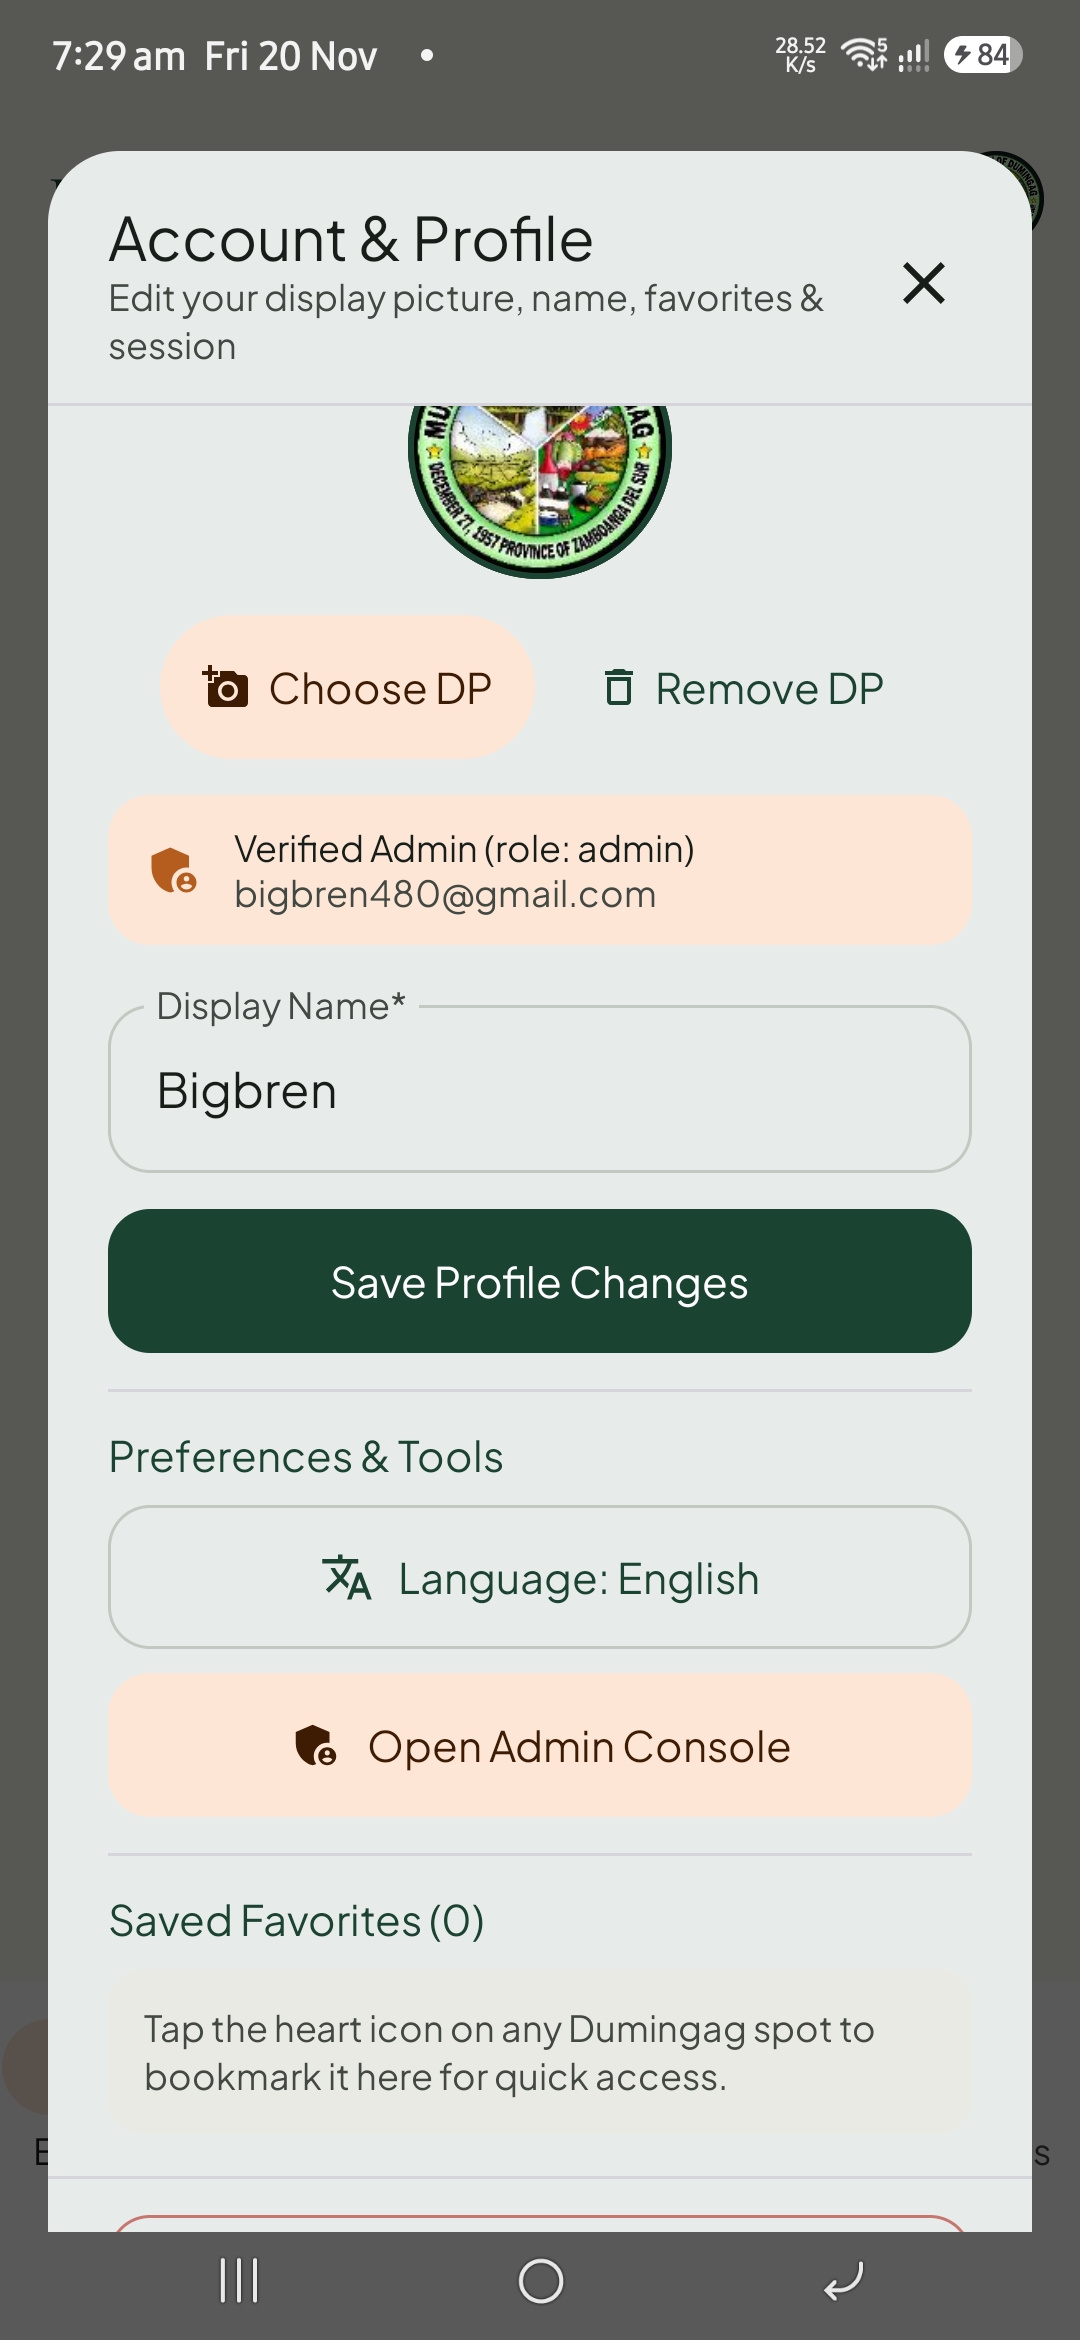 7:29 am Fri 20 Nov
28.52
K/s
5
84
OF DUMINGAG
Account & Profile
Edit your display picture, name, favorites &
session
DECEMBER 27, 1957 PROVINCE OF ZAMBOANGA DEL SUR
Choose DP
Remove DP
Verified Admin (role: admin)
bigbren480@gmail.com
Display Name*
Bigbren
Save Profile Changes
Preferences & Tools
Language: English
Open Admin Console
Saved Favorites (0)
Tap the heart icon on any Dumingag spot to
bookmark it here for quick access.